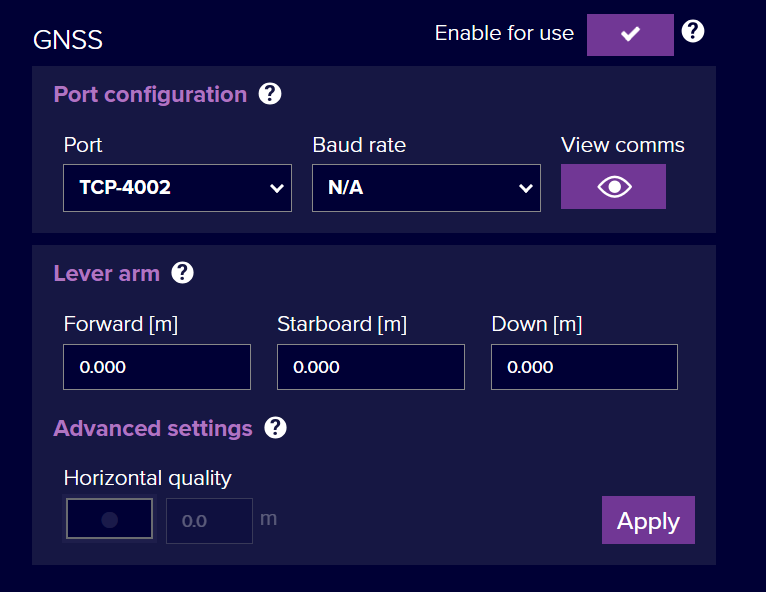 GNSS
Enable for use
?
Port configuration ?
Port
Baud rate
View comms
TCP-4002
N/A
Lever arm ?
Forward [m]
Starboard [m]
Down [m]
0.000
0.000
0.000
Advanced settings ?
Horizontal quality
0.0
m
Apply